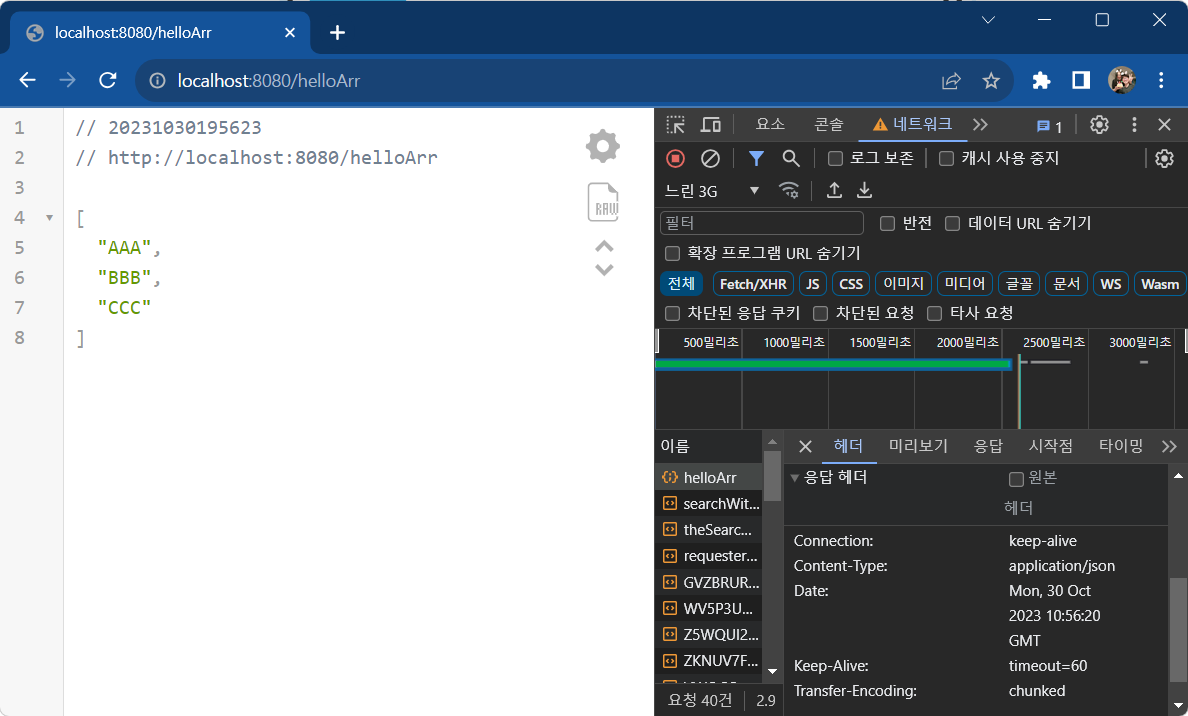 localhost:8080/helloArr
localhost:8080/helloArr
1 // 20231030195623
2 // http://localhost:8080/helloArr
3
4 [
5 "AAA",
6 "BBB",
7 "CCC"
8 ]
RAW
요소 콘솔 네트워크 1
로그 보존 캐시 사용 중지
느린 3G
필터 반전 데이터 URL 숨기기
확장 프로그램 URL 숨기기
전체 Fetch/XHR JS CSS 이미지 미디어 글꼴 문서 WS Wasm
차단된 응답 쿠키 차단된 요청 타사 요청
500밀리초 1000밀리초 1500밀리초 2000밀리초 2500밀리초 3000밀리초
이름
helloArr
searchWit...
theSearc...
requester...
GVZBRUR...
WV5P3U...
Z5WQUI2...
ZKNUV7F...
요청 40건 2.9
헤더 미리보기 응답 시작점 타이밍
응답 헤더 원본
헤더
Connection: keep-alive
Content-Type: application/json
Date: Mon, 30 Oct
2023 10:56:20
GMT
Keep-Alive: timeout=60
Transfer-Encoding: chunked